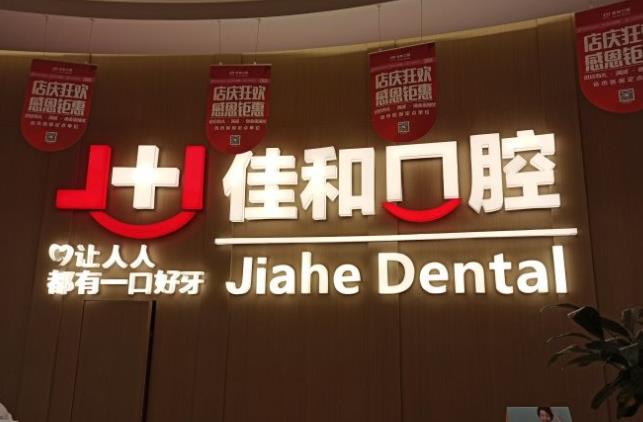 店庆狂欢
感恩钜惠
店庆狂欢
感恩钜惠
店庆狂欢
感恩钜惠
店庆狂欢
感恩钜惠
J+H 佳和口腔
让人人
都有一口好牙
Jiahe Dental